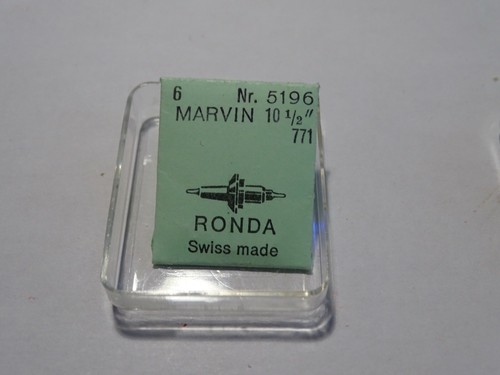 6 Nr. 5196
MARVIN 10 1/2"
771
RONDA
Swiss made